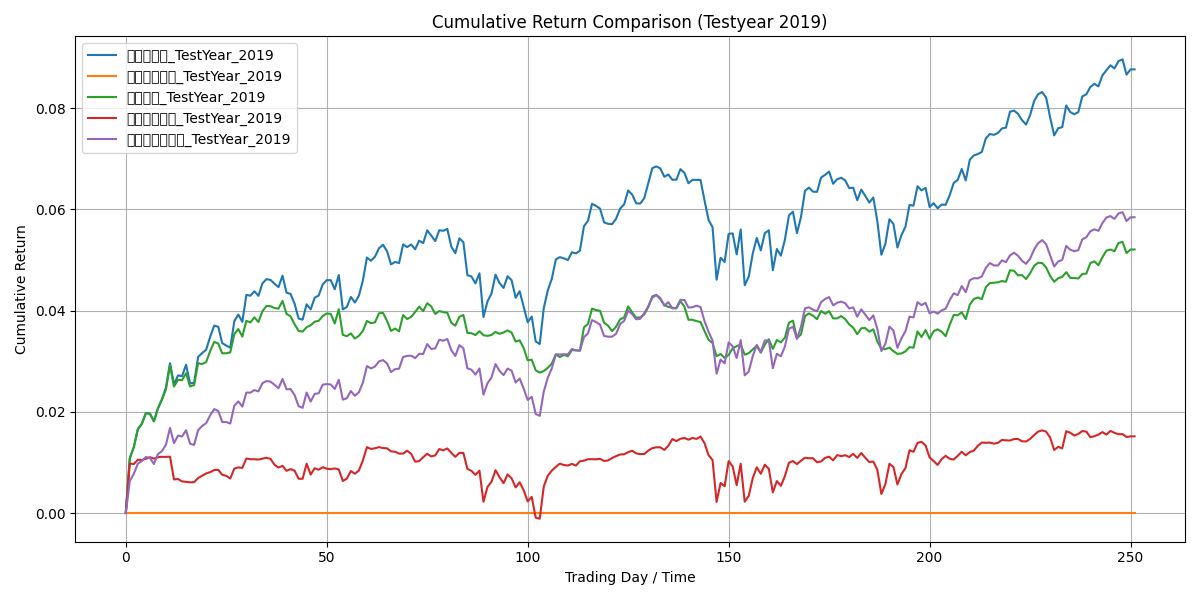 Cumulative Return Comparison (Testyear 2019)
_TestYear_2019
_TestYear_2019
_TestYear_2019
_TestYear_2019
_TestYear_2019
Cumulative Return
0.08
0.06
0.04
0.02
0.00
0 50 100 150 200 250
Trading Day / Time